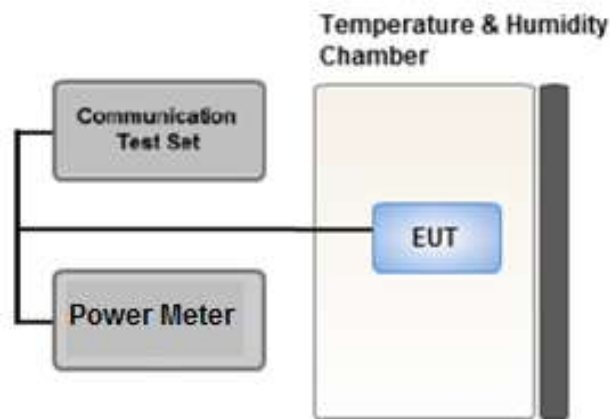 Temperature & Humidity
Chamber
Communication
Test Set
EUT
Power Meter